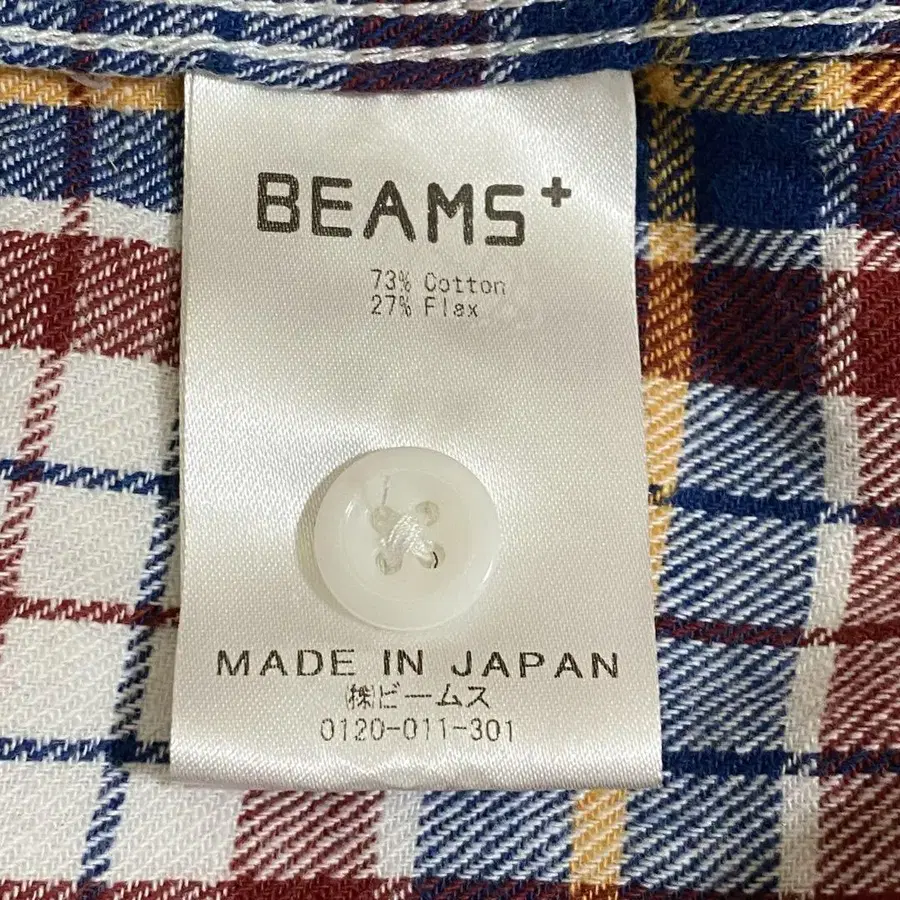 BEAMS+
73% Cotton
27% Flax
MADE IN JAPAN
㈱ビームス
0120-011-301